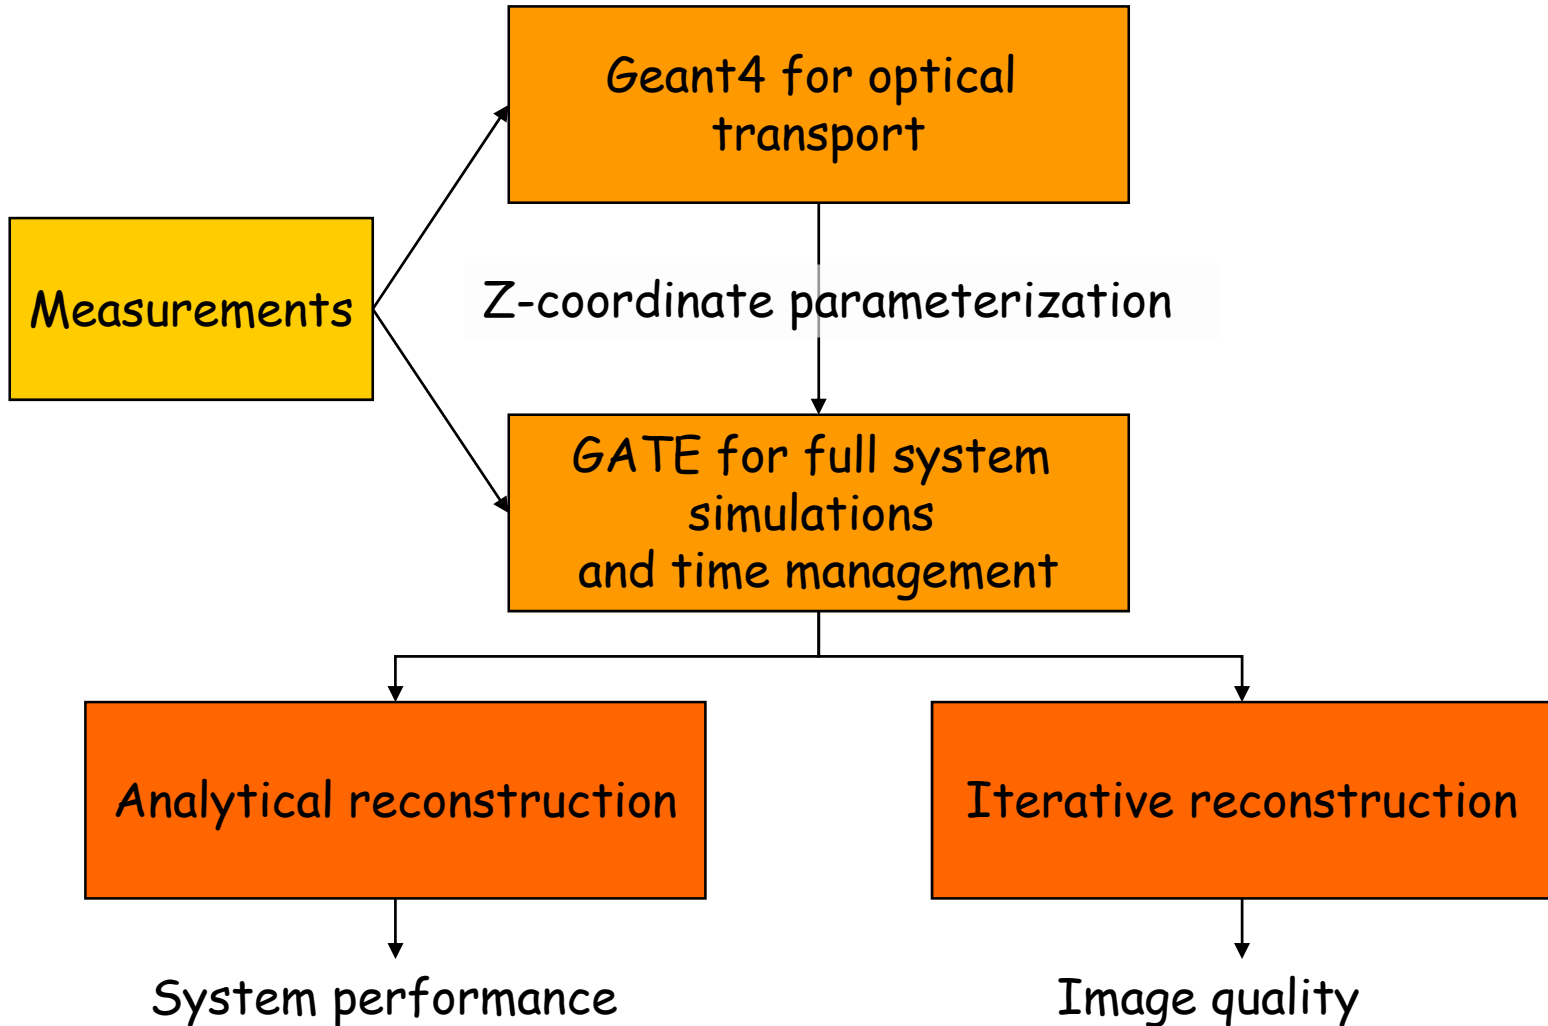 Geant4 for optical
transport
Measurements
Z-coordinate parameterization
GATE for full system
simulations
and time management
Analytical reconstruction
Iterative reconstruction
System performance
Image quality